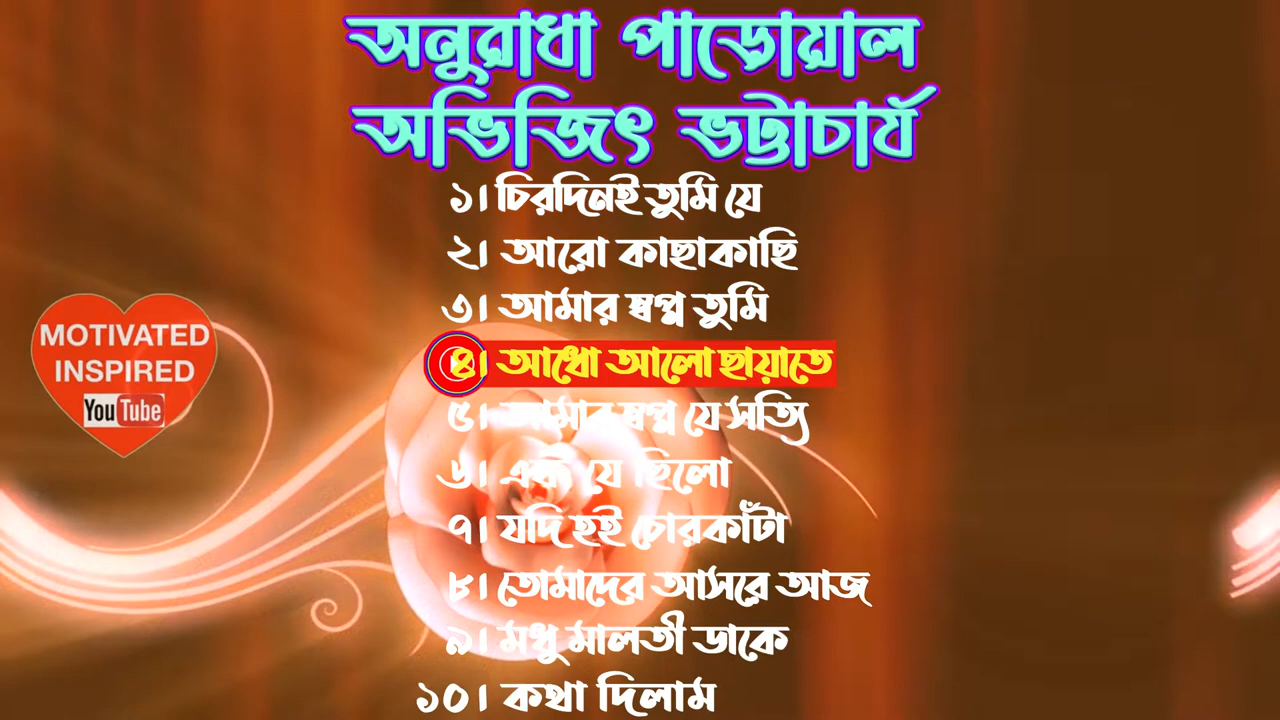 অনুরাধা পাড়োয়াল
অভিজিৎ ভট্টাচার্য
১। চিরদিনই তুমি যে
২। আরো কাছাকাছি
৩। আমার স্বপ্ন তুমি
৪। আধো আলো ছায়াতে
৫। আমার স্বপ্ন যে সত্যি
৬। এক যে ছিলো
৭। যদি হই চোরকাঁটা
৮। তোমাদের আসরে আজ
৯। মধু মালতী ডাকে
১০। কথা দিলাম
MOTIVATED
INSPIRED
YouTube